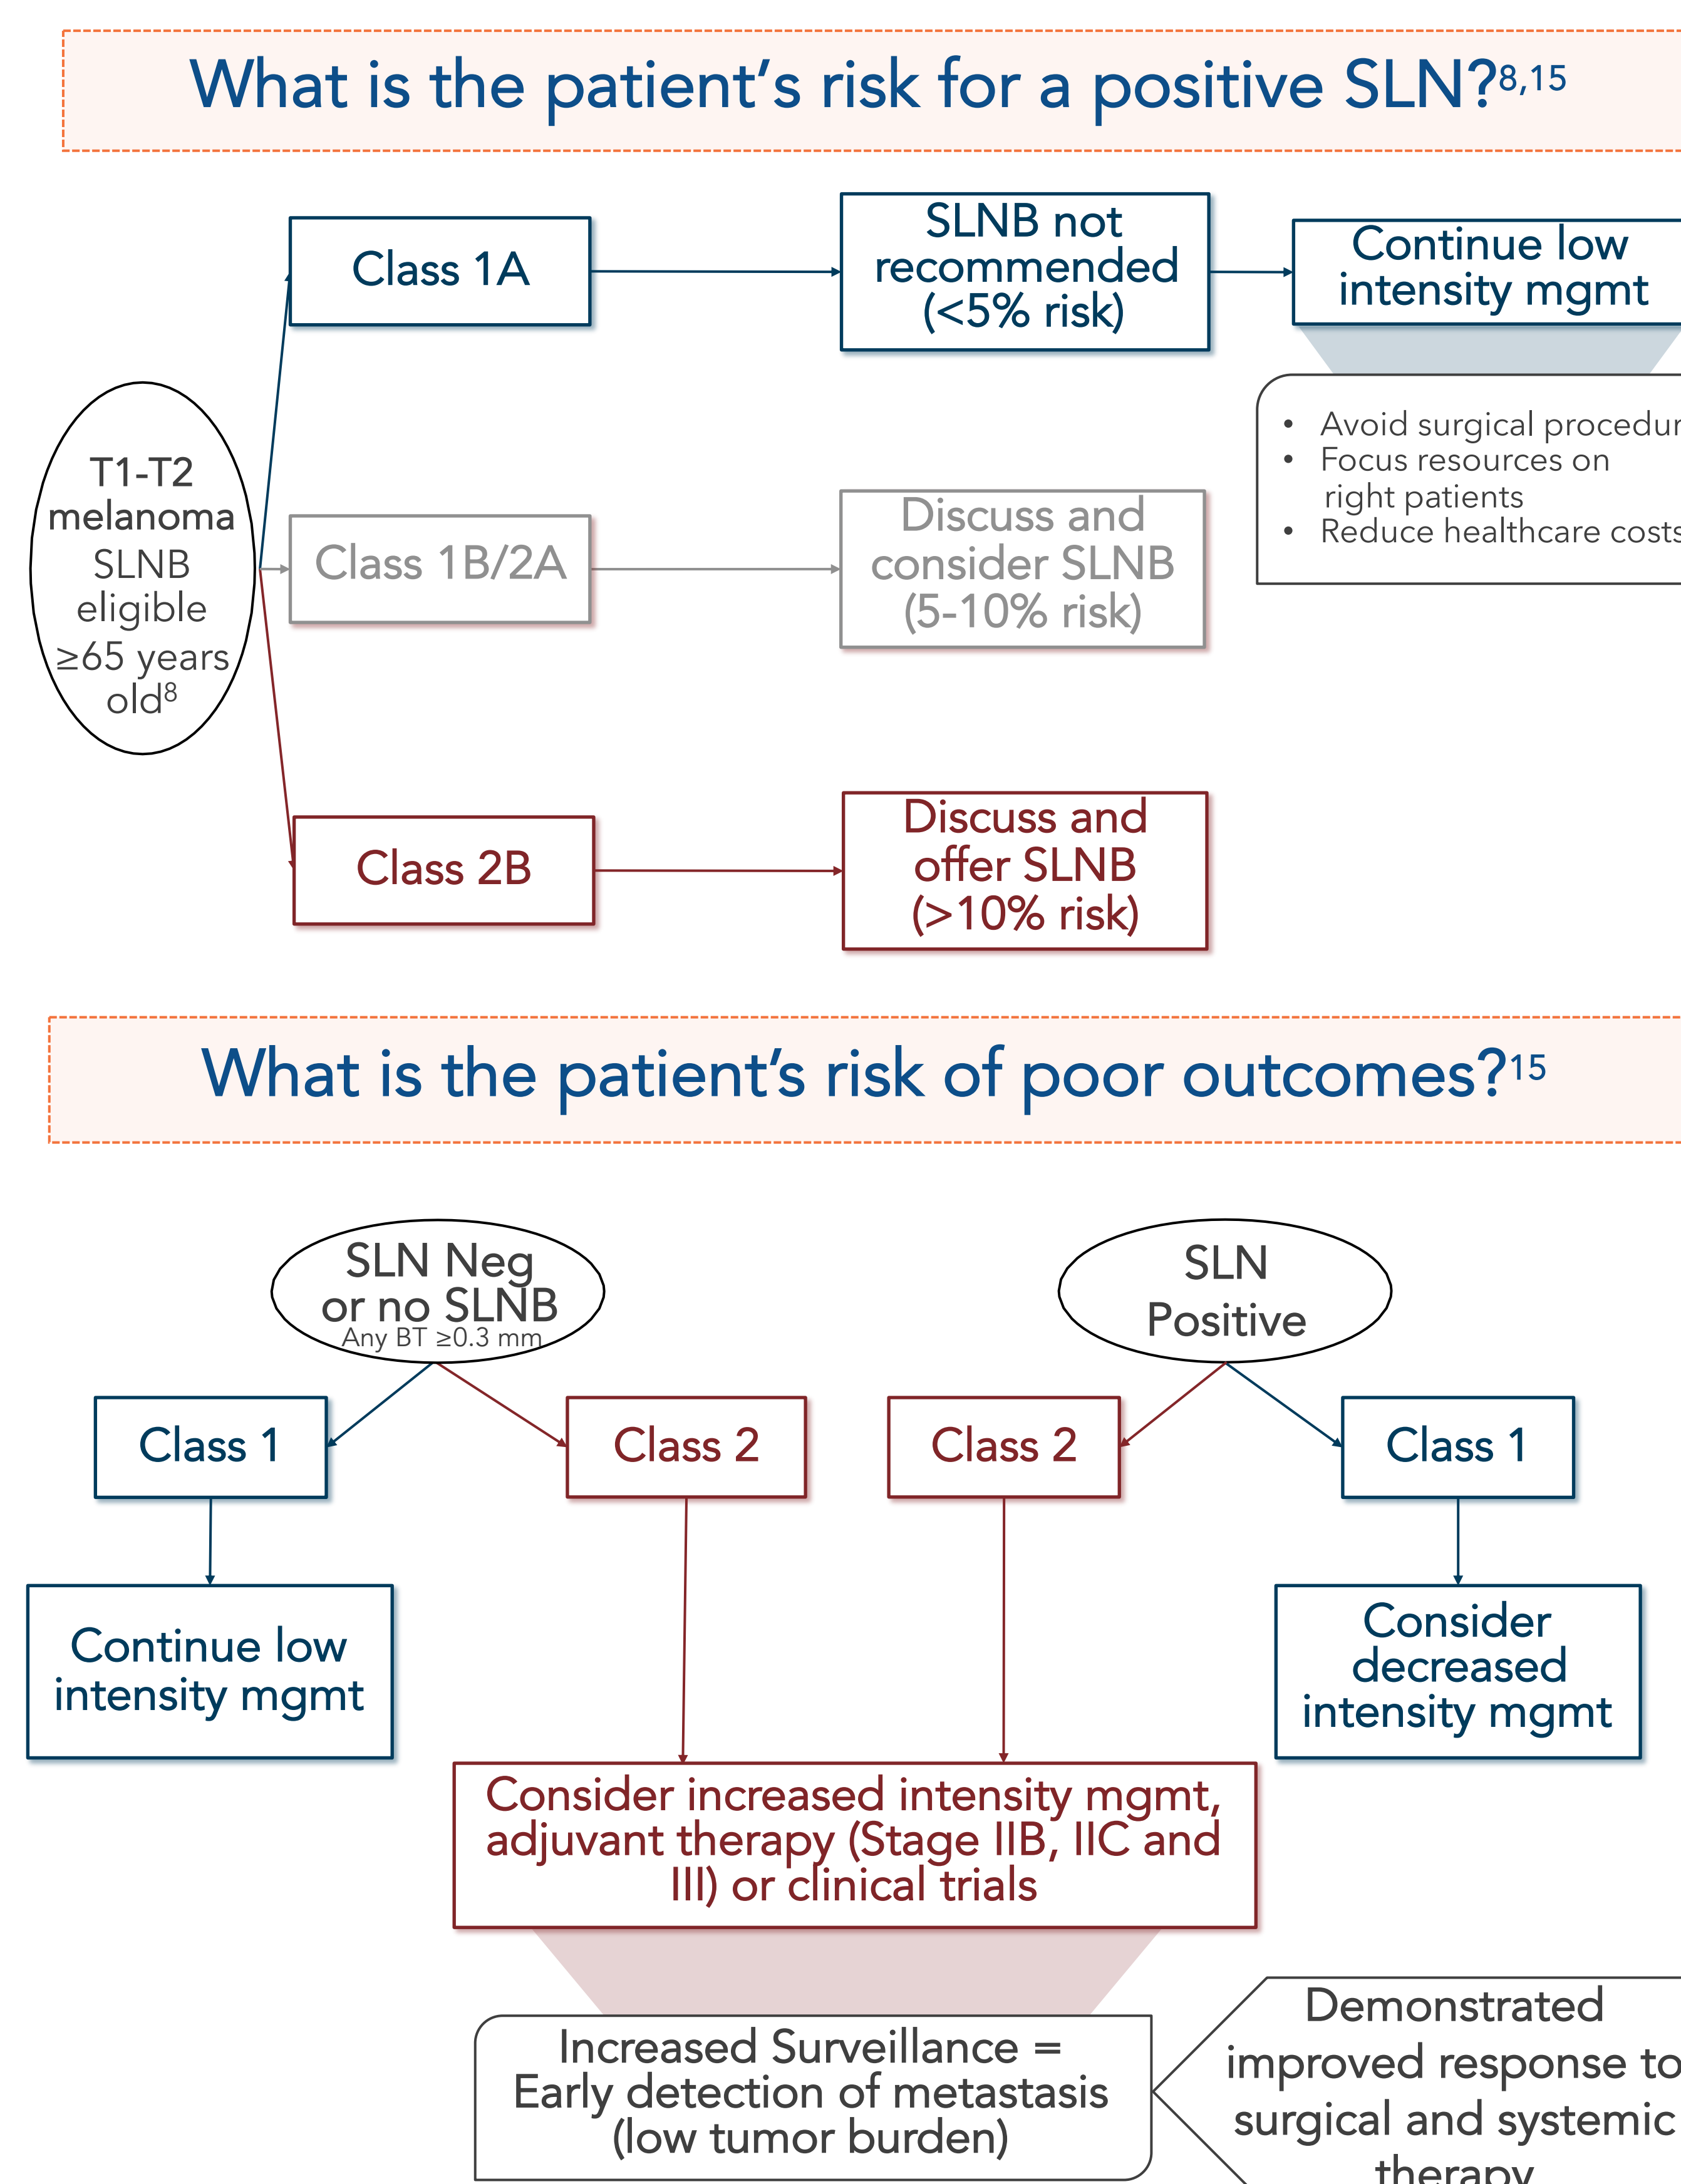 What is the patient's risk for a positive SLN?8,15
Class 1A
SLNB not
recommended
(<5% risk)
Continue low
intensity mgmt
• Avoid surgical
• Focus resources on
right patients
• Reduce healthcare costs
T1-T2
melanoma
SLNB
eligible
≥65 years
old8
Class 1B/2A
Discuss and
consider SLNB
(5-10% risk)
Class 2B
Discuss and
offer SLNB
(>10% risk)
What is the patient's risk of poor outcomes?15
SLN Neg
or no SLNB
Any BT ≥0.3 mm
SLN
Positive
Class 1
Class 2
Class 2
Class 1
Continue low
intensity mgmt
Consider
decreased
intensity mgmt
Consider increased intensity mgmt,
adjuvant therapy (Stage IIB, IIC and
III) or clinical trials
Increased Surveillance =
Early detection of metastasis
(low tumor burden)
Demonstrated
improved response to
surgical and systemic
therapy